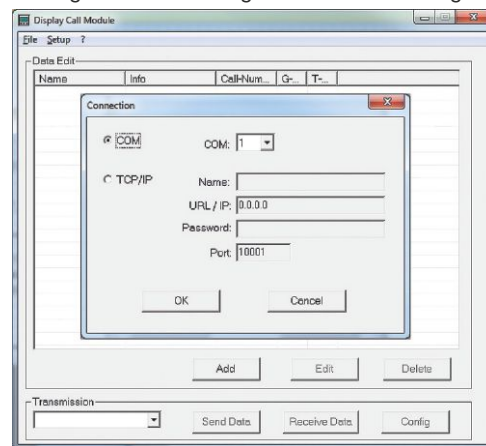 Display Call Module
File Setup ?
Data Edit
Name Info Call-Num... G-... T-...
Connection
COM COM: 1
TCP/IP Name:
URL / IP: 0.0.0.0
Password:
Port: 10001
OK Cancel
Add Edit Delete
Transmission
Send Data Receive Data Config